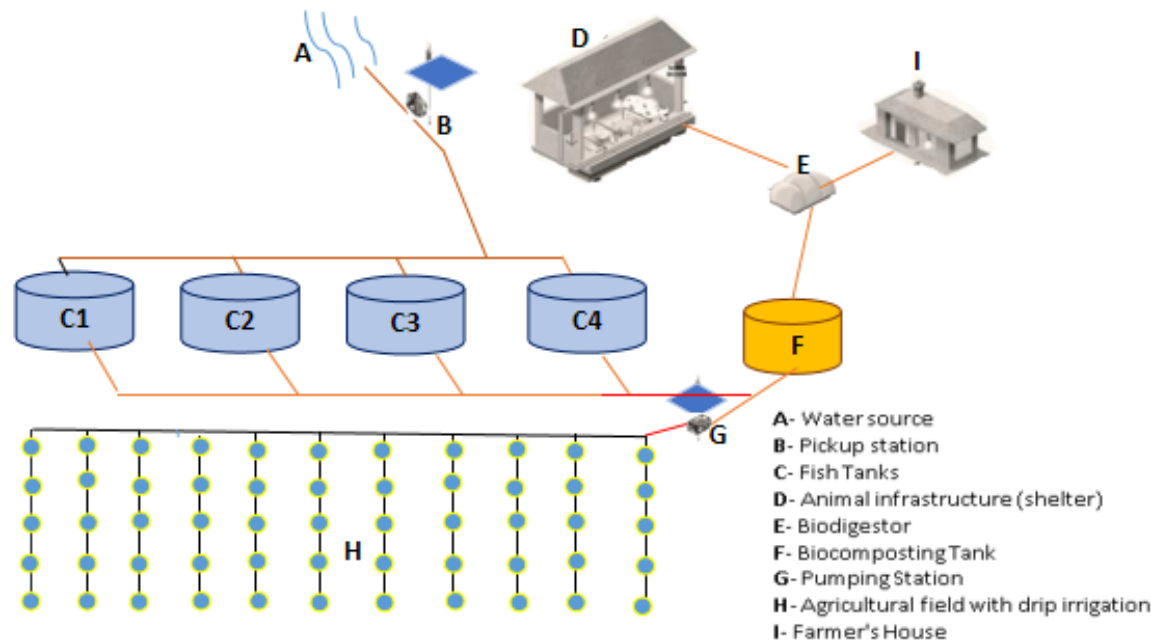 A
B
D
I
E
C1
C2
C3
C4
F
G
H
A- Water source
B- Pickup station
C- Fish Tanks
D- Animal infrastructure (shelter)
E- Biodigestor
F- Biocomposting Tank
G- Pumping Station
H- Agricultural field with drip irrigation
I- Farmer's House